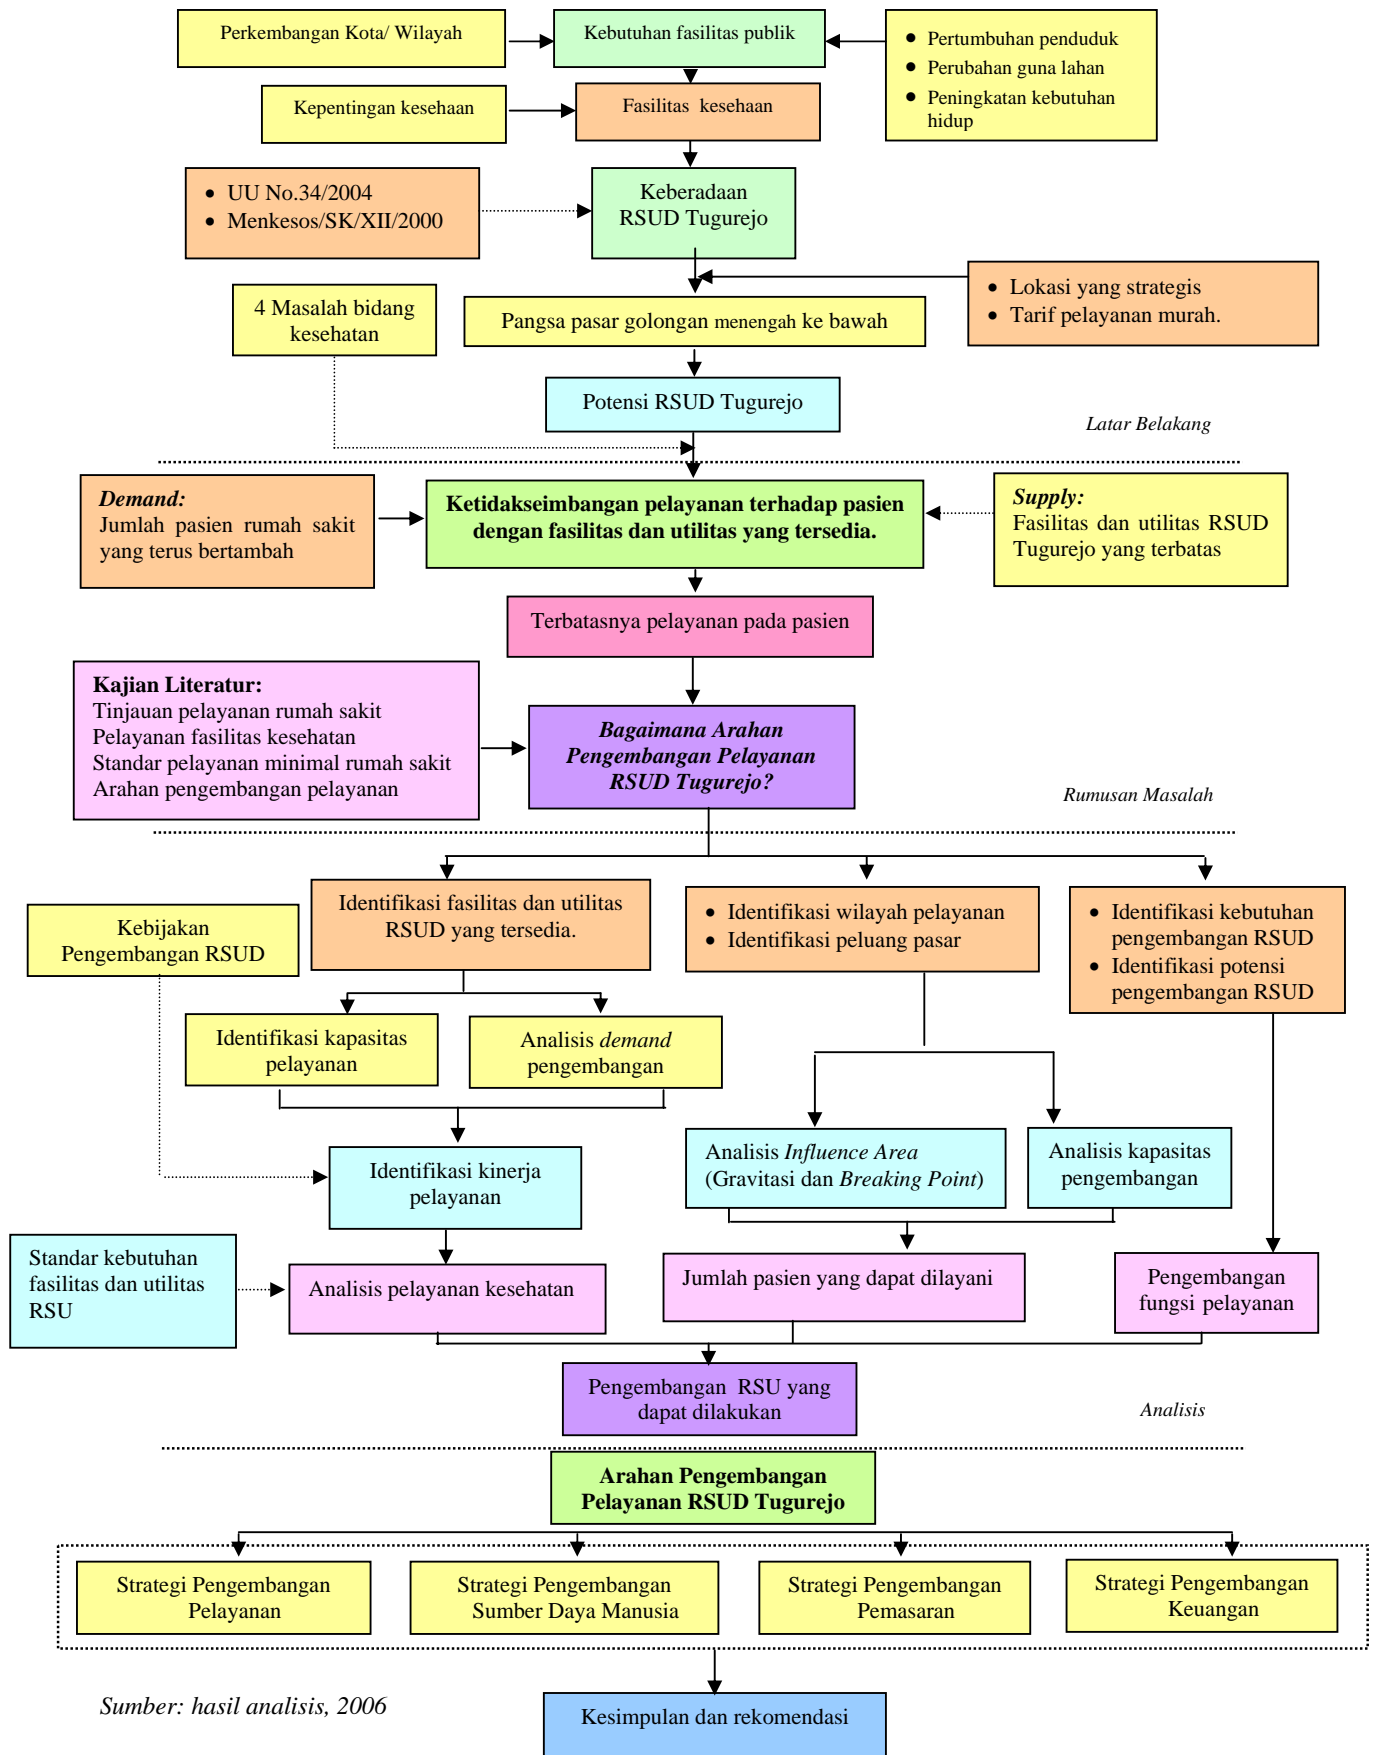 Perkembangan Kota/ Wilayah
Kebutuhan fasilitas publik
• Pertumbuhan penduduk
• Perubahan guna lahan
• Peningkatan kebutuhan
hidup
Kepentingan kesehaan
Fasilitas kesehaan
• UU No.34/2004
• Menkesos/SK/XII/2000
Keberadaan
RSUD Tugurejo
• Lokasi yang strategis
• Tarif pelayanan murah.
4 Masalah bidang
kesehatan
Pangsa pasar golongan menengah ke bawah
Potensi RSUD Tugurejo
Latar Belakang
Demand:
Jumlah pasien rumah sakit
yang terus bertambah
Ketidakseimbangan pelayanan terhadap pasien
dengan fasilitas dan utilitas yang tersedia.
Supply:
Fasilitas dan utilitas RSUD
Tugurejo yang terbatas
Terbatasnya pelayanan pada pasien
Kajian Literatur:
Tinjauan pelayanan rumah sakit
Pelayanan fasilitas kesehatan
Standar pelayanan minimal rumah sakit
Arahan pengembangan pelayanan
Bagaimana Arahan
Pengembangan Pelayanan
RSUD Tugurejo?
Rumusan Masalah
Kebijakan
Pengembangan RSUD
Identifikasi fasilitas dan utilitas
RSUD yang tersedia.
• Identifikasi wilayah pelayanan
• Identifikasi peluang pasar
• Identifikasi kebutuhan
pengembangan RSUD
• Identifikasi potensi
pengembangan RSUD
Identifikasi kapasitas
pelayanan
Analisis demand
pengembangan
Identifikasi kinerja
pelayanan
Analisis Influence Area
(Gravitasi dan Breaking Point)
Analisis kapasitas
pengembangan
Standar kebutuhan
fasilitas dan utilitas
RSU
Analisis pelayanan kesehatan
Jumlah pasien yang dapat dilayani
Pengembangan
fungsi pelayanan
Pengembangan RSU yang
dapat dilakukan
Analisis
Arahan Pengembangan
Pelayanan RSUD Tugurejo
Strategi Pengembangan
Pelayanan
Strategi Pengembangan
Sumber Daya Manusia
Strategi Pengembangan
Pemasaran
Strategi Pengembangan
Keuangan
Sumber: hasil analisis, 2006
Kesimpulan dan rekomendasi